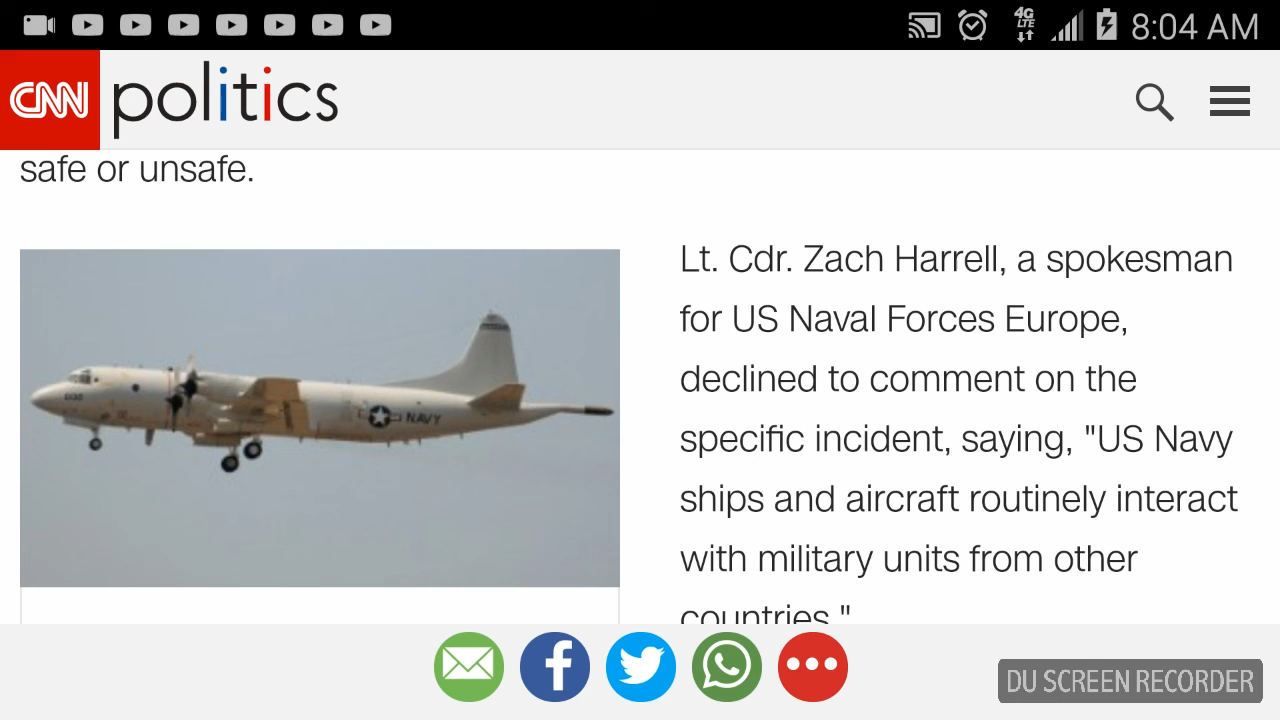 4G
LTE
8:04 AM
CNN politics
safe or unsafe.
NAVY
Lt. Cdr. Zach Harrell, a spokesman
for US Naval Forces Europe,
declined to comment on the
specific incident, saying, "US Navy
ships and aircraft routinely interact
with military units from other
countries."
DU SCREEN RECORDER